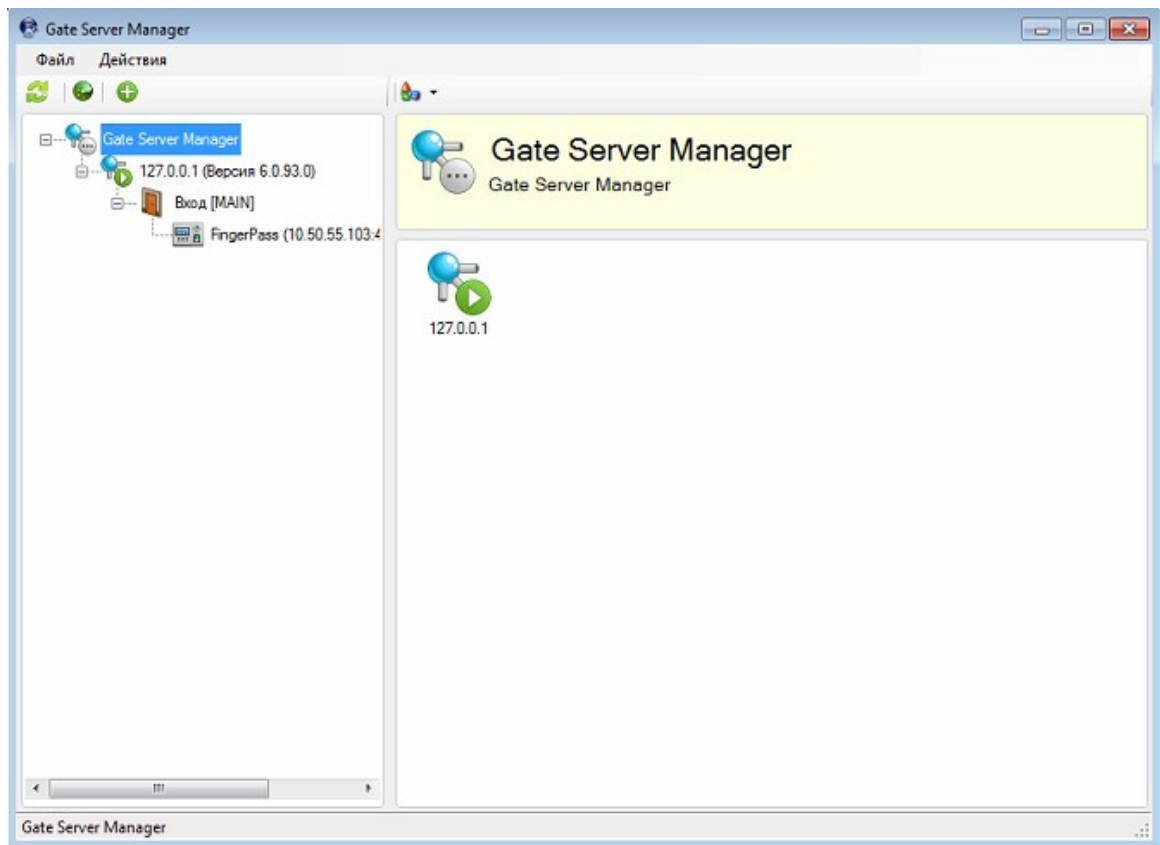 Gate Server Manager
Файл Действия
Gate Server Manager
127.0.0.1 (Версия 6.0.93.0)
Вход [MAIN]
FingerPass (10.50.55.103:4
Gate Server Manager
Gate Server Manager
127.0.0.1
Gate Server Manager